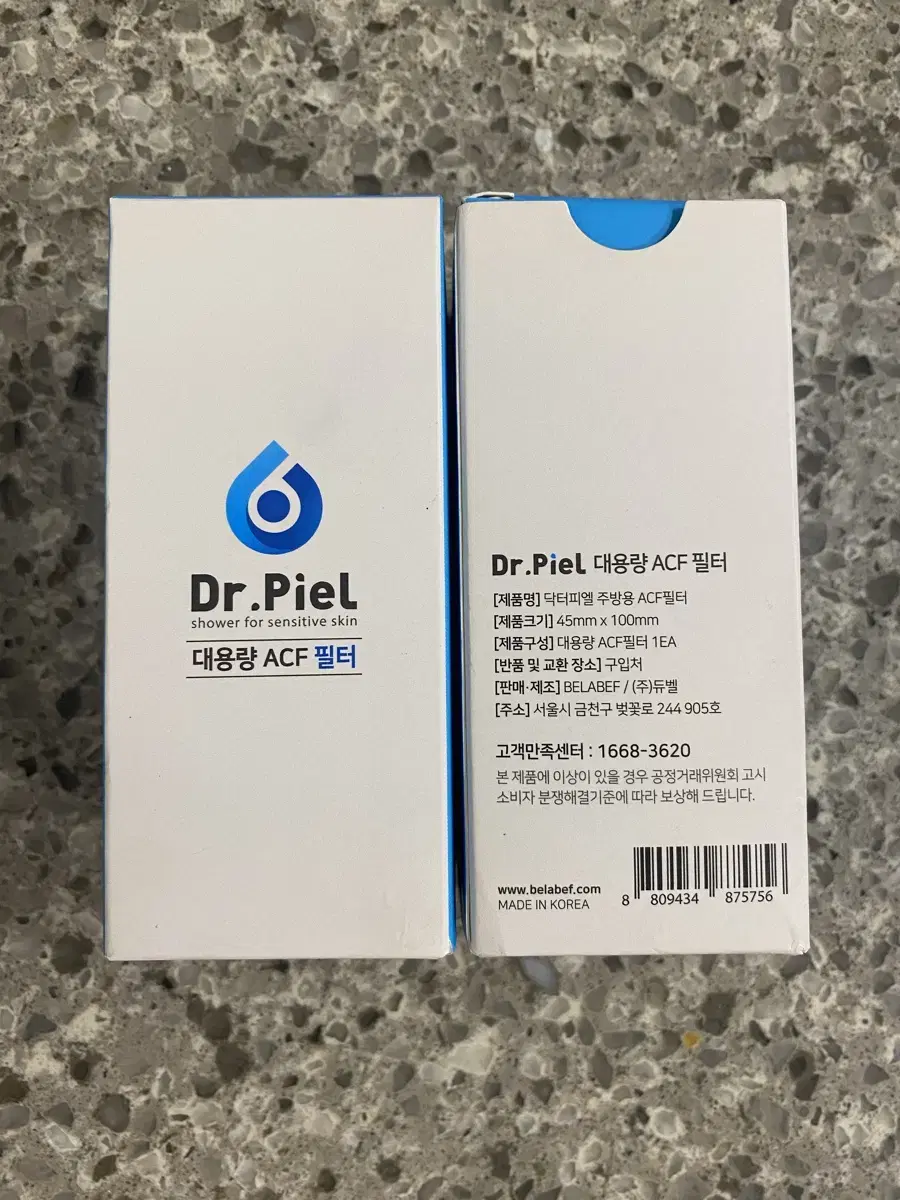 Dr.Piel
shower for sensitive skin
대용량 ACF 필터
Dr.Piel 대용량 ACF 필터
[제품명] 닥터피엘 주방용 ACF필터
[제품크기] 45mm x 100mm
[제품구성] 대용량 ACF필터 1EA
[반품 및 교환 장소] 구입처
[판매·제조] BELABEF / (주)듀벨
[주소] 서울시 금천구 벚꽃로 244 905호
고객만족센터 : 1668-3620
본 제품에 이상이 있을 경우 공정거래위원회 고시
소비자 분쟁해결기준에 따라 보상해 드립니다.
www.belabef.com
MADE IN KOREA
8 809434 875756